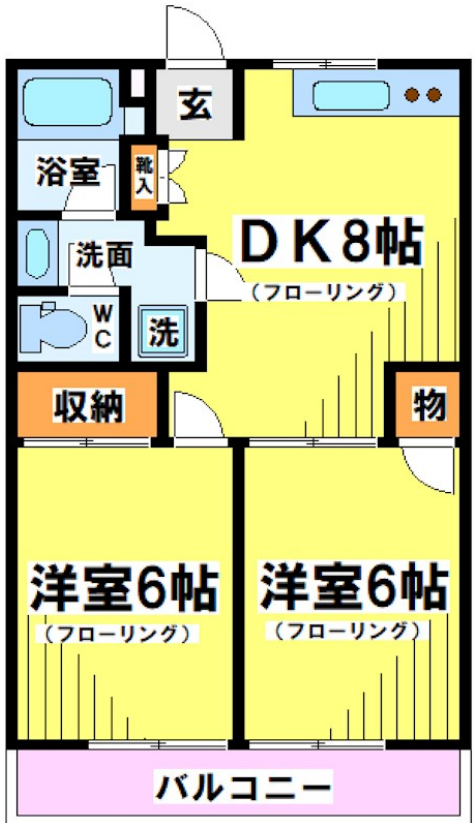 玄
浴室
靴入
DK8帖
(フローリング)
洗面
WC
洗
収納
物
洋室6帖
(フローリング)
洋室6帖
(フローリング)
バルコニー